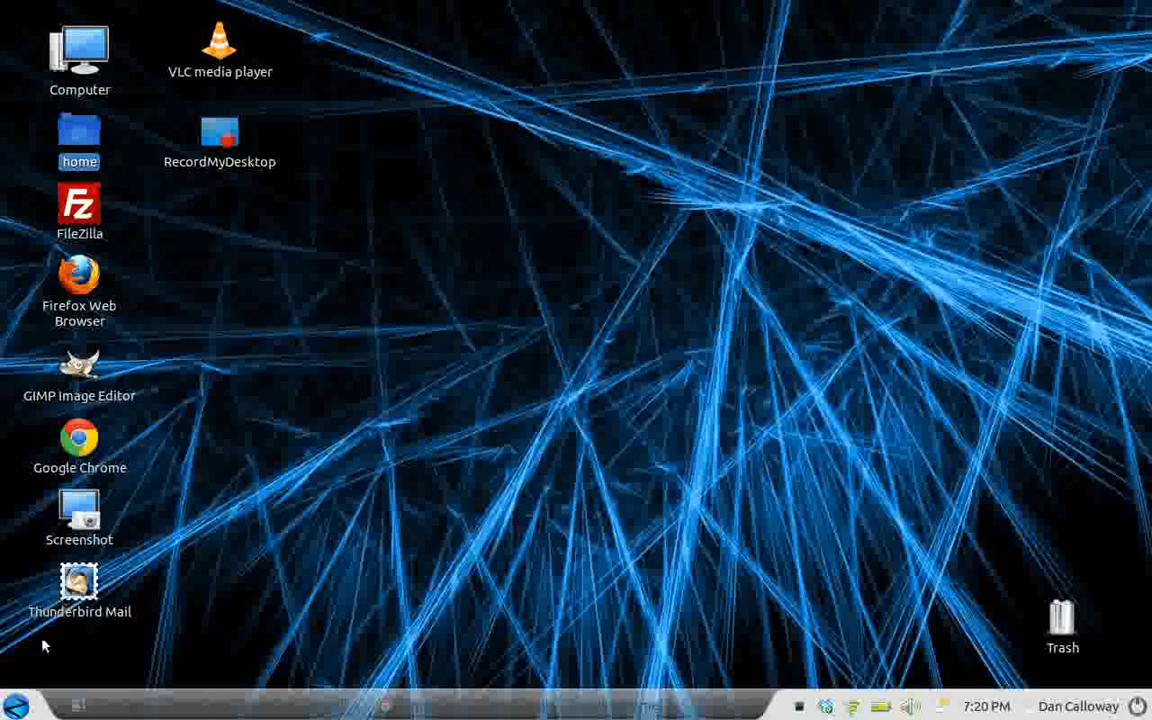 Computer
home
Fz
FileZilla
Firefox Web
Browser
GIMP Image Editor
Google Chrome
Screenshot
Thunderbird Mail
VLC media player
RecordMyDesktop
Trash
7:20 PM
Dan Calloway